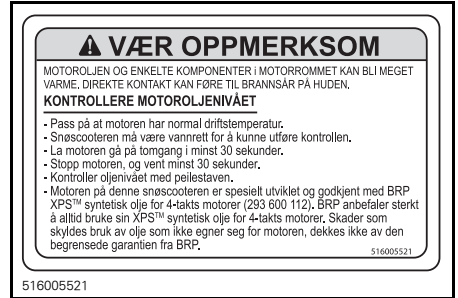 ⚠ VÆR OPPMERKSOM
MOTOROLJEN OG ENKELTE KOMPONENTER i MOTORROMMET KAN BLI MEGET
VARME. DIREKTE KONTAKT KAN FØRE TIL BRANNSÅR PÅ HUDEN.
KONTROLLERE MOTOROLJENIVÅET
- Pass på at motoren har normal driftstemperatur.
- Snøscooteren må være vannrett for å kunne utføre kontrollen.
- La motoren gå på tomgang i minst 30 sekunder.
- Stopp motoren, og vent minst 30 sekunder.
- Kontroller oljenivået med peilestaven.
- Motoren på denne snøscooteren er spesielt utviklet og godkjent med BRP
XPS™ syntetisk olje for 4-takts motorer (293 600 112). BRP anbefaler sterkt
å alltid bruke sin XPS™ syntetisk olje for 4-takts motorer. Skader som
skyldes bruk av olje som ikke egner seg for motoren, dekkes ikke av den
begrensede garantien fra BRP.
516005521
516005521